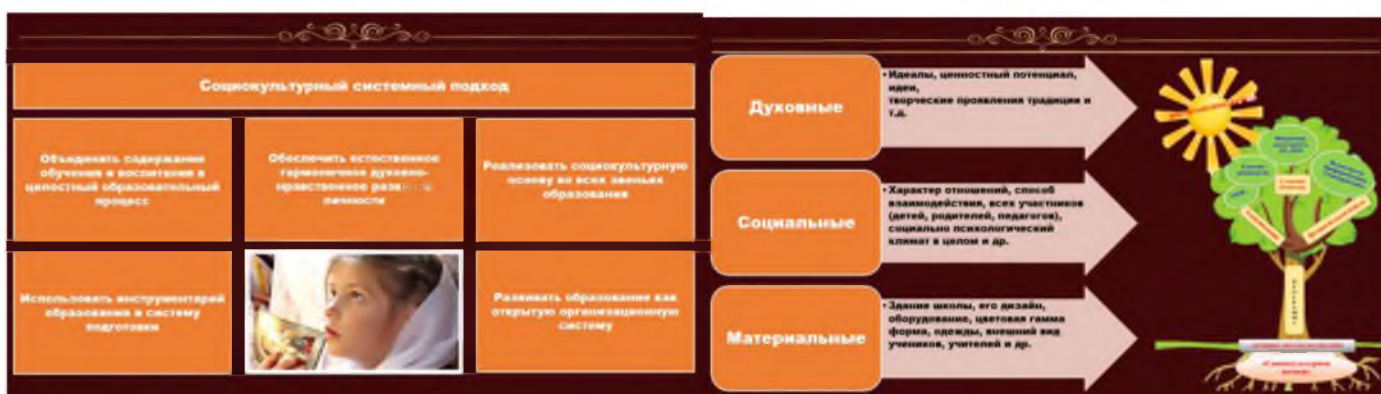 Социокультурный системный подход
Объединять содержание
обучения и воспитания в
целостный образовательный
процесс
Обеспечить естественное
гармоничное духовно-
нравственное
личности
Реализовать социокультурную
основу во всех звеньях
образования
Использовать инструментарий
образования и систему
подготовки
Развивать образование как
открытую организационную
систему
Духовные
• Идеалы, ценностный потенциал,
идеи,
творческие проявления традиции и
т.д.
Социальные
• Характер отношений, способ
взаимодействия, всех участников
(детей, родителей, педагогов),
социально психологический
климат в целом и др.
Материальные
• Здание школы, его дизайн,
оборудование, цветовая гамма
форма, одежды, внешний вид
учеников, учителей и др.